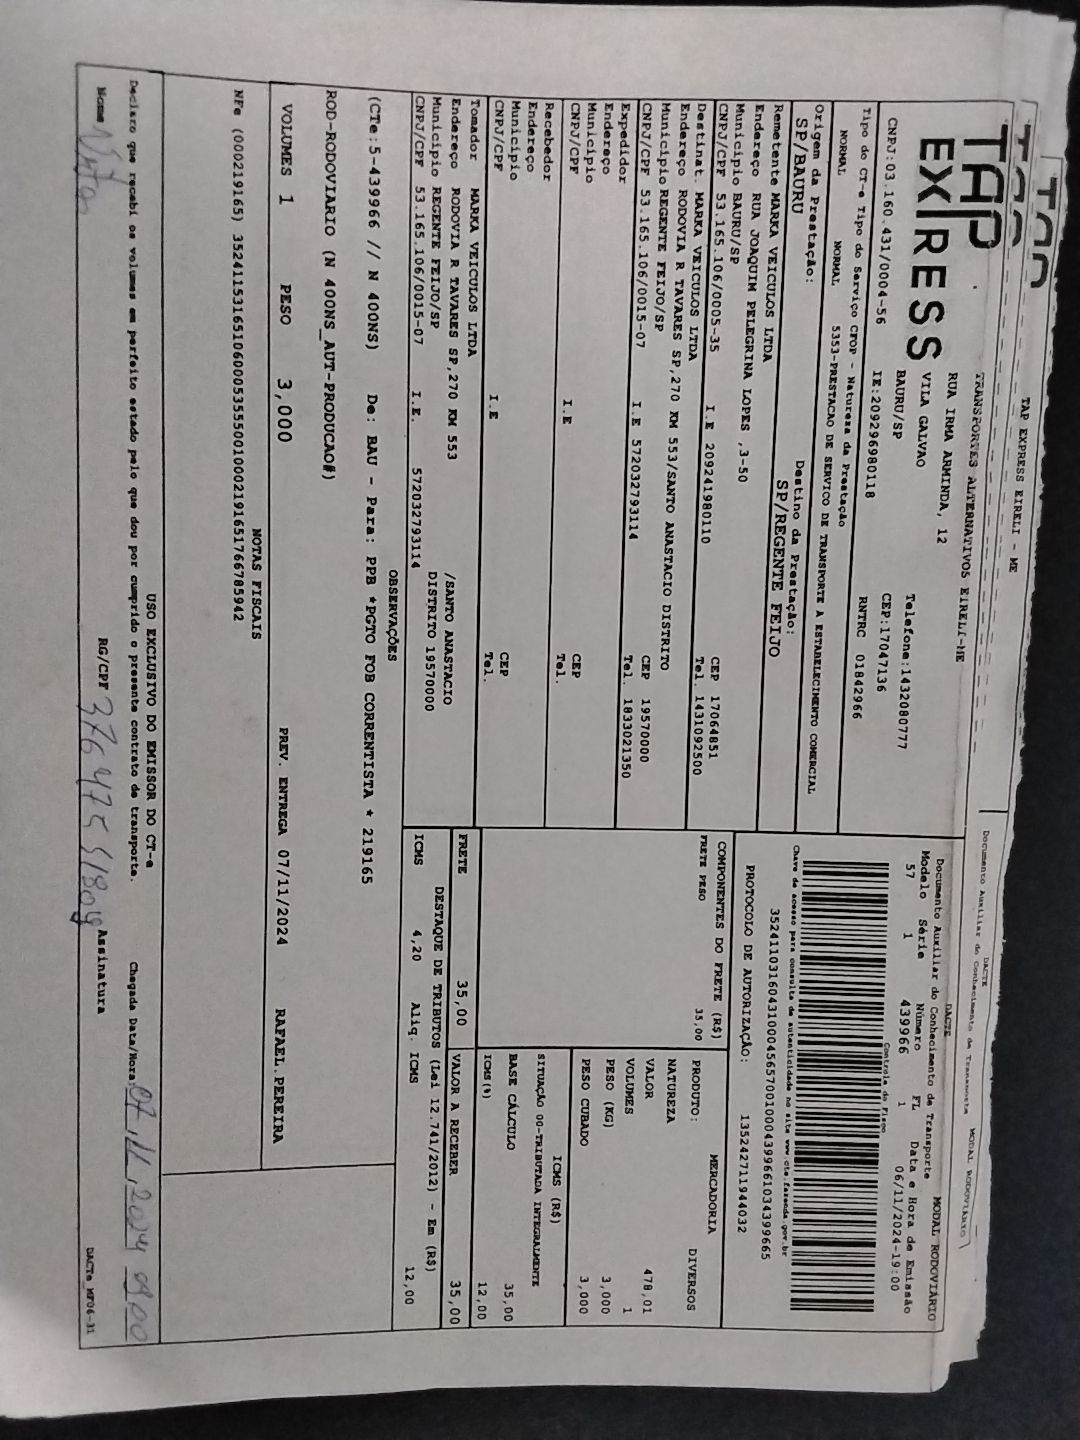 TAP EXPRESS EIRELI - ME
TAP
EXPRESS
TRANSPORTES ALTERNATIVOS EIRELI-ME
RUA IRMA ARMINDA, 12
VILA GALVAO
BAURU/SP
Telefone:1432080777
CEP:17047136
CNPJ:03.160.431/0004-56 IE:209296980118 RNTRC 01842966
Tipo do CT-e Tipo do Serviço CFOP - Natureza da Prestação
NORMAL NORMAL 5353-PRESTACAO DE SERVICO DE TRANSPORTE A ESTABELECIMENTO COMERCIAL
Origem da Prestação: Destino da Prestação:
SP/BAURU SP/REGENTE FEIJO
Remetente MARKA VEICULOS LTDA
Endereço RUA JOAQUIM PELEGRINA LOPES ,3-50
Municipio BAURU/SP CEP 17064851
CNPJ/CPF 53.165.106/0005-35 I.E 209241980110 Tel. 1431092500
Destinat. MARKA VEICULOS LTDA
Endereço RODOVIA R TAVARES SP,270 KM 553/SANTO ANASTACIO DISTRITO
Municipio REGENTE FEIJO/SP CEP 19570000
CNPJ/CPF 53.165.106/0015-07 I.E 572032793114 Tel. 1833021350
Expedidor
Endereço
Municipio CEP
CNPJ/CPF I.E Tel.
Recebedor
Endereço
Municipio CEP
CNPJ/CPF I.E Tel.
Tomador MARKA VEICULOS LTDA
Endereço RODOVIA R TAVARES SP,270 KM 553 /SANTO ANASTACIO
Municipio REGENTE FEIJO/SP DISTRITO 19570000
CNPJ/CPF 53.165.106/0015-07 I.E. 572032793114
DACTE
Documento Auxiliar do Conhecimento de Transporte MODAL RODOVIÁRIO
DACTE
Documento Auxiliar do Conhecimento de Transporte MODAL RODOVIÁRIO
Modelo Série Número FL Data e Hora de Emissão
57 1 439966 1 06/11/2024-19:00
Controle do Fisco
Chave de acesso para consulta de autenticidade no site www.cte.fazenda.gov.br
35241103160431000456570010004399661034399665
PROTOCOLO DE AUTORIZAÇÃO: 135242711944032
COMPONENTES DO FRETE (R$)
FRETE PESO 35,00
MERCADORIA
PRODUTO: DIVERSOS
NATUREZA
VALOR 478,01
VOLUMES 1
PESO (KG) 3,000
PESO CUBADO 3,000
ICMS (R$)
SITUAÇÃO 00-TRIBUTADA INTEGRALMENTE
BASE CÁLCULO 35,00
ICMS(%) 12,00
FRETE 35,00 VALOR A RECEBER 35,00
DESTAQUE DE TRIBUTOS (Lei 12.741/2012) - Em (R$)
ICMS 4,20 Aliq. ICMS 12,00
OBSERVAÇÕES
(CTe:5-439966 // N 400NS) De: BAU - Para: PPB *PGTO FOB CORRENTISTA * 219165
ROD-RODOVIARIO (N 400NS_AUT-PRODUCAO#)
VOLUMES 1 PESO 3,000 PREV. ENTREGA 07/11/2024 RAFAEL.PEREIRA
NOTAS FISCAIS
NFe (000219165) 35241153165106000535550010002191651766785942
USO EXCLUSIVO DO EMISSOR DO CT-e
Declaro que recebi os volumes em perfeito estado pelo que dou por cumprido o presente contrato de transporte. Chegada Data/Hora 07,11,2024 09:00
Nome RG/CPF Assinatura
DACTe_MF06-31